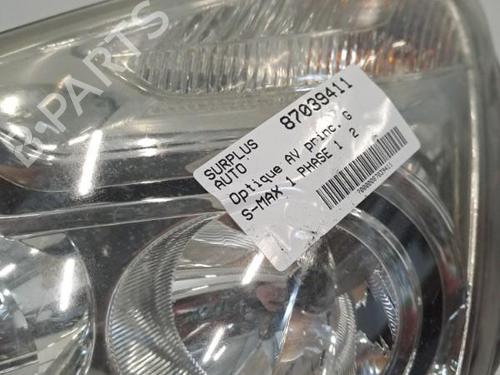 B-PARTS
SURPLUS AUTO
87039411
Optique AV princ. G
S-MAX 1 PHASE 1 2